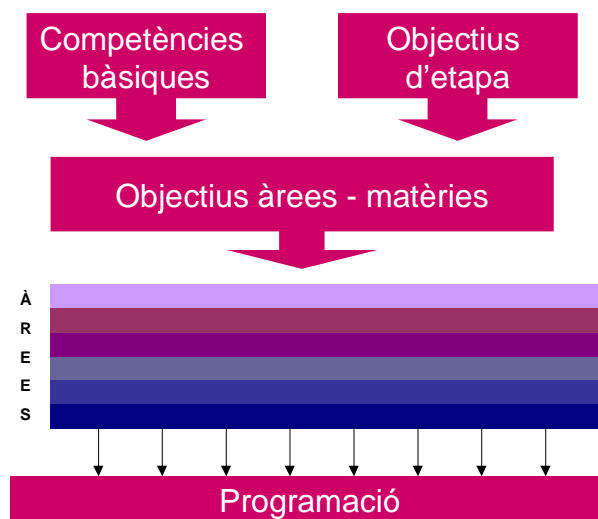 Competències
bàsiques
Objectius
d'etapa
Objectius àrees - matèries
À
R
E
E
S
Programació